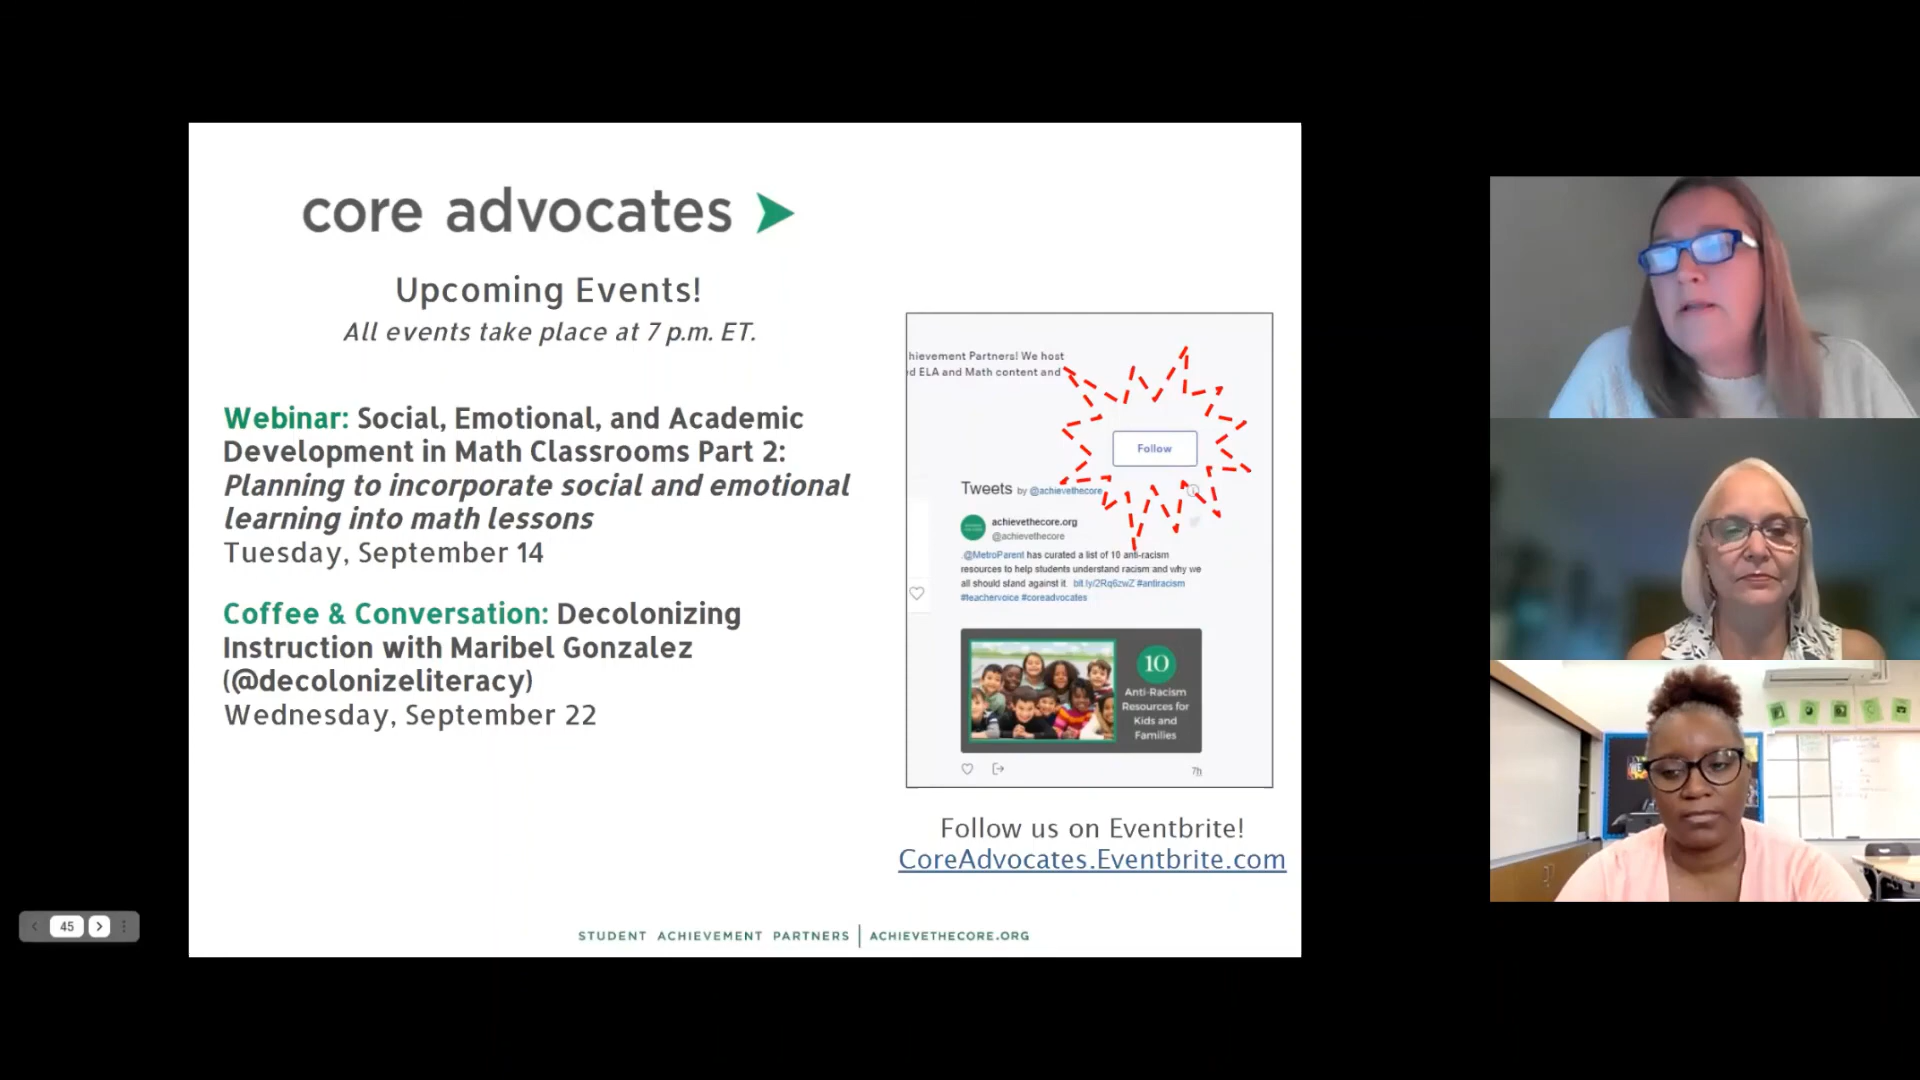 core advocates
Upcoming Events!
All events take place at 7 p.m. ET.
Webinar: Social, Emotional, and Academic
Development in Math Classrooms Part 2:
Planning to incorporate social and emotional
learning into math lessons
Tuesday, September 14
Coffee & Conversation: Decolonizing
Instruction with Maribel Gonzalez
(@decolonizeliteracy)
Wednesday, September 22
hievement Partners! We host
d ELA and Math content and
Follow
Tweets by @achievethecore
achievethecore.org
@achievethecore
.@MetroParent has curated a list of 10 anti-racism
resources to help students understand racism and why we
all should stand against it. bit.ly/2Rq6zwZ #antiracism
#teachervoice #coreadvocates
10
Anti-Racism
Resources for
Kids and
Families
7h
Follow us on Eventbrite!
CoreAdvocates.Eventbrite.com
STUDENT ACHIEVEMENT PARTNERS | ACHIEVETHECORE.ORG
45